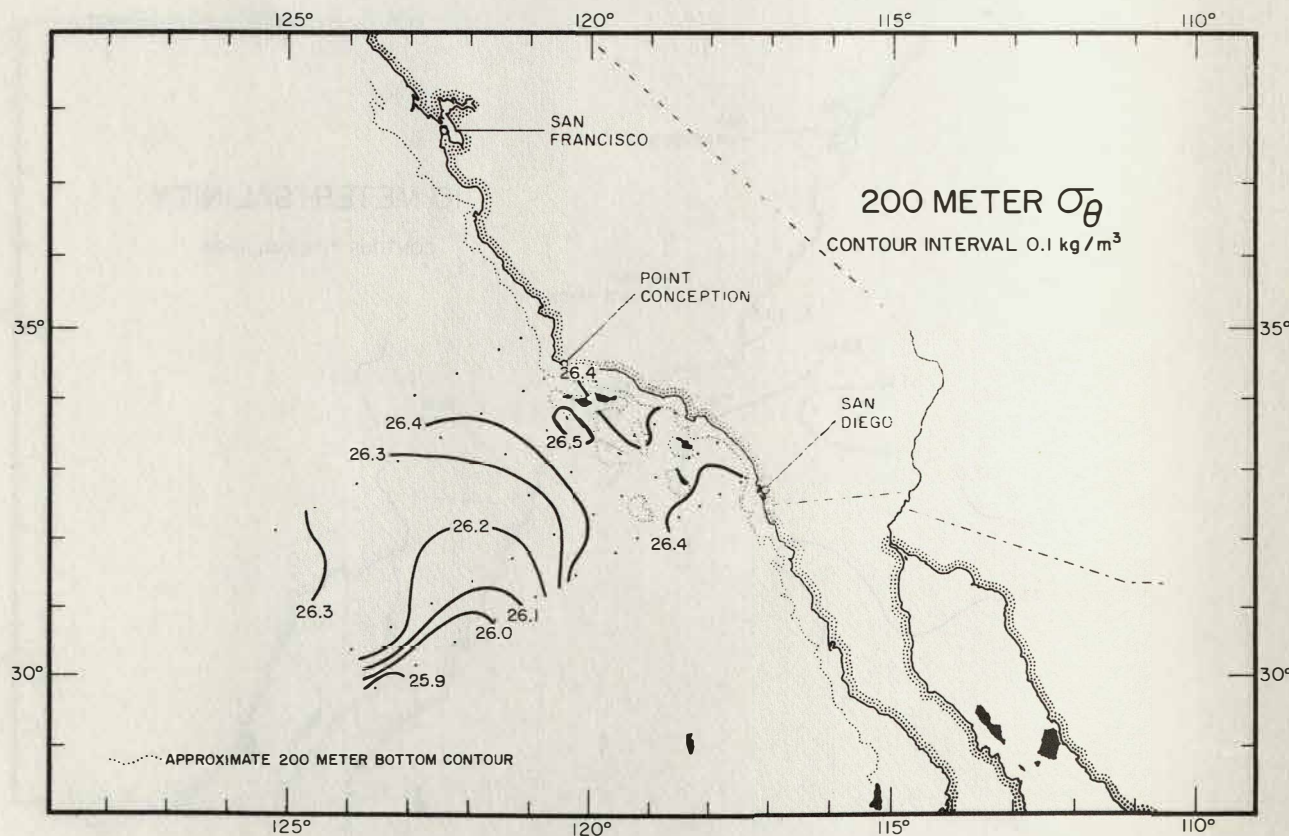 125°
120°
115°
110°
SAN
FRANCISCO
200 METER σθ
CONTOUR INTERVAL 0.1 kg/m³
POINT
CONCEPTION
35°
35°
26.4
SAN
DIEGO
26.4
26.5
26.3
26.2
26.4
26.3
26.1
26.0
30°
25.9
30°
APPROXIMATE 200 METER BOTTOM CONTOUR
125°
120°
115°
110°